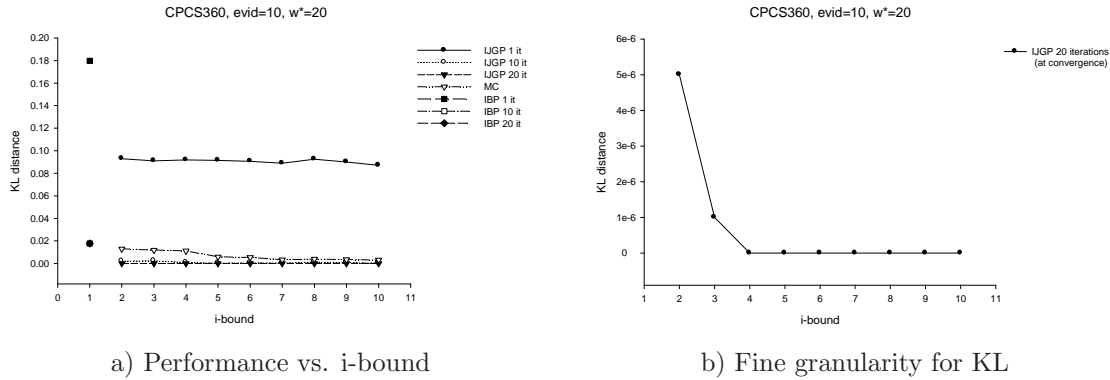 CPCS360, evid=10, w*=20
0.20
0.18
0.16
0.14
0.12
0.10
0.08
0.06
0.04
0.02
0.00
KL distance
0 1 2 3 4 5 6 7 8 9 10 11
i-bound
IJGP 1 it
IJGP 10 it
IJGP 20 it
MC
IBP 1 it
IBP 10 it
IBP 20 it
a) Performance vs. i-bound
CPCS360, evid=10, w*=20
6e-6
5e-6
4e-6
3e-6
2e-6
1e-6
0
KL distance
1 2 3 4 5 6 7 8 9 10 11
i-bound
IJGP 20 iterations
(at convergence)
b) Fine granularity for KL